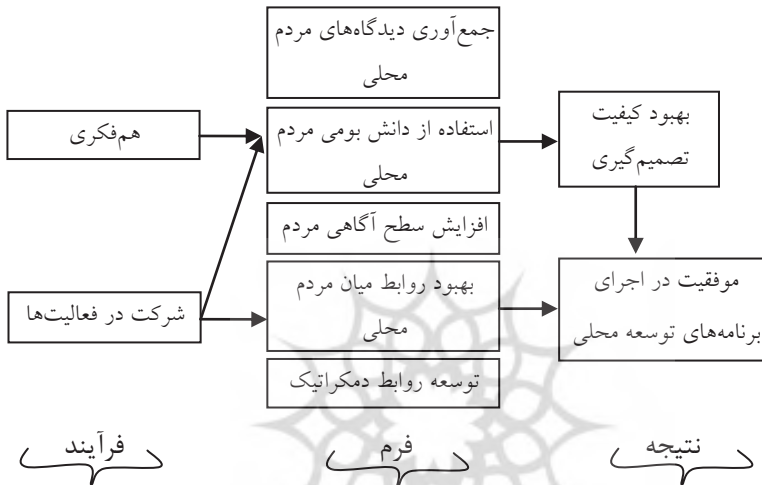 جمع‌آوری دیدگاه‌های مردم
محلی
هم‌فکری
استفاده از دانش بومی مردم
محلی
بهبود کیفیت
تصمیم‌گیری
افزایش سطح آگاهی مردم
شرکت در فعالیت‌ها
بهبود روابط میان مردم
محلی
موفقیت در اجرای
برنامه‌های توسعه محلی
توسعه روابط دمکراتیک
فرآیند
فرم
نتیجه